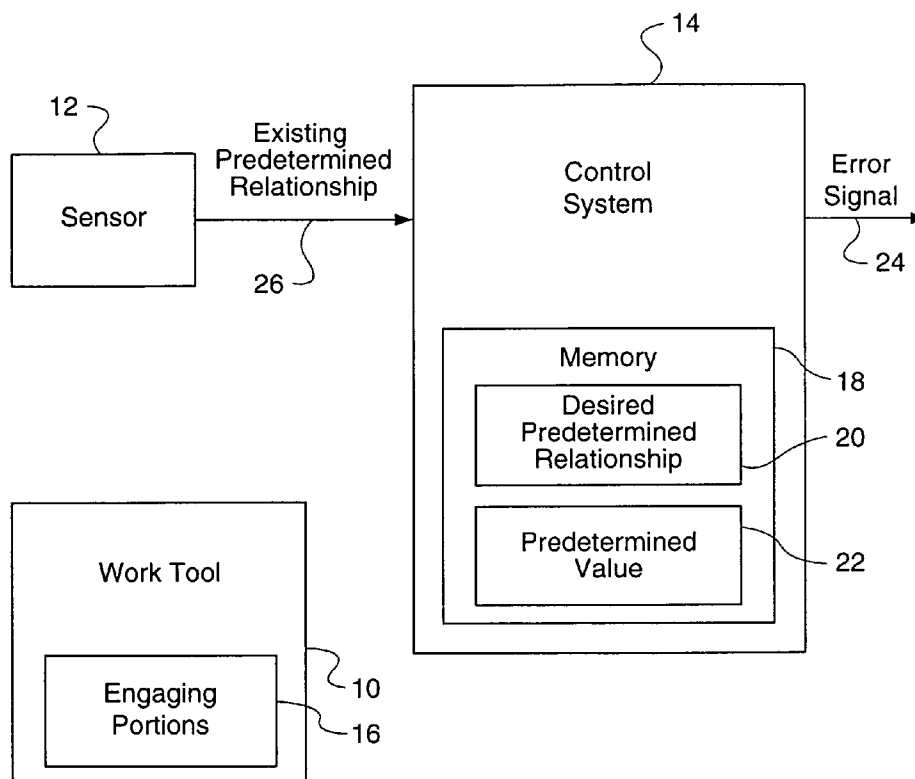 14
12
Existing
Predetermined
Relationship
Sensor
26
Control
System
Error
Signal
24
Memory
18
Desired
Predetermined
Relationship
20
Predetermined
Value
22
Work Tool
10
Engaging
Portions
16